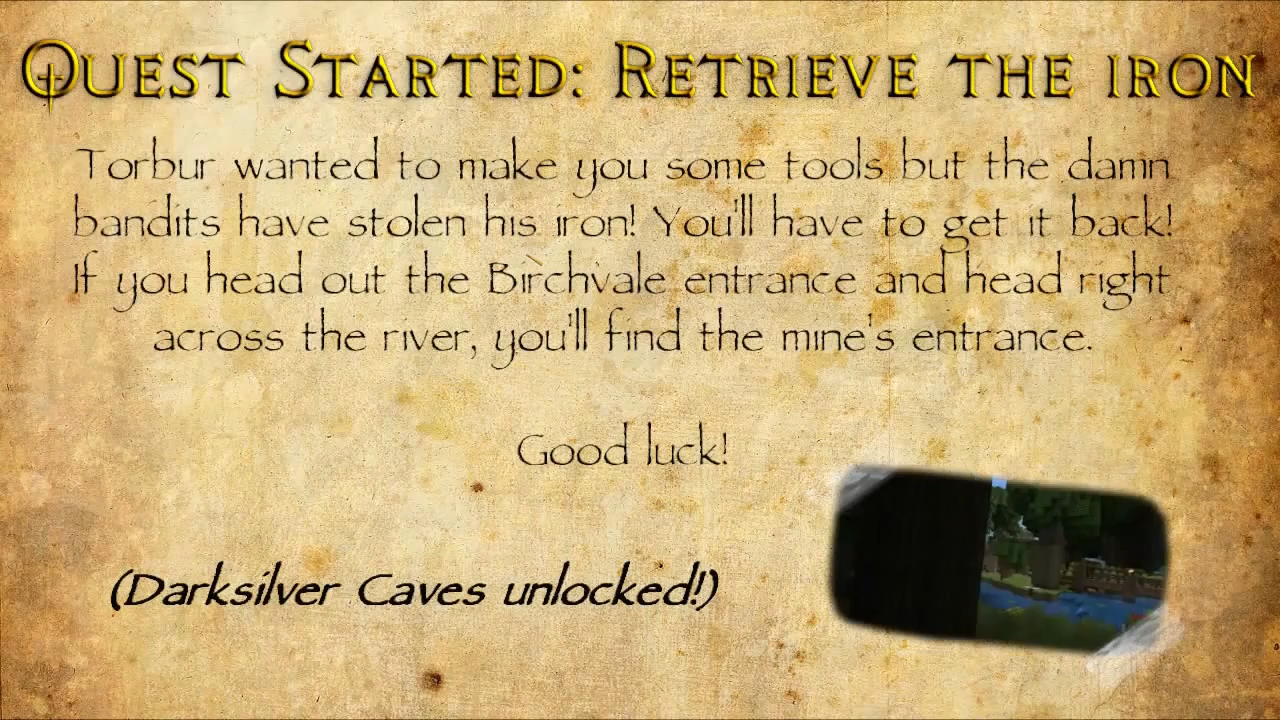 Quest Started: Retrieve the iron
Torbur wanted to make you some tools but the damn
bandits have stolen his iron! You'll have to get it back!
If you head out the Birchvale entrance and head right
across the river, you'll find the mine's entrance.
Good luck!
(Darksilver Caves unlocked!)